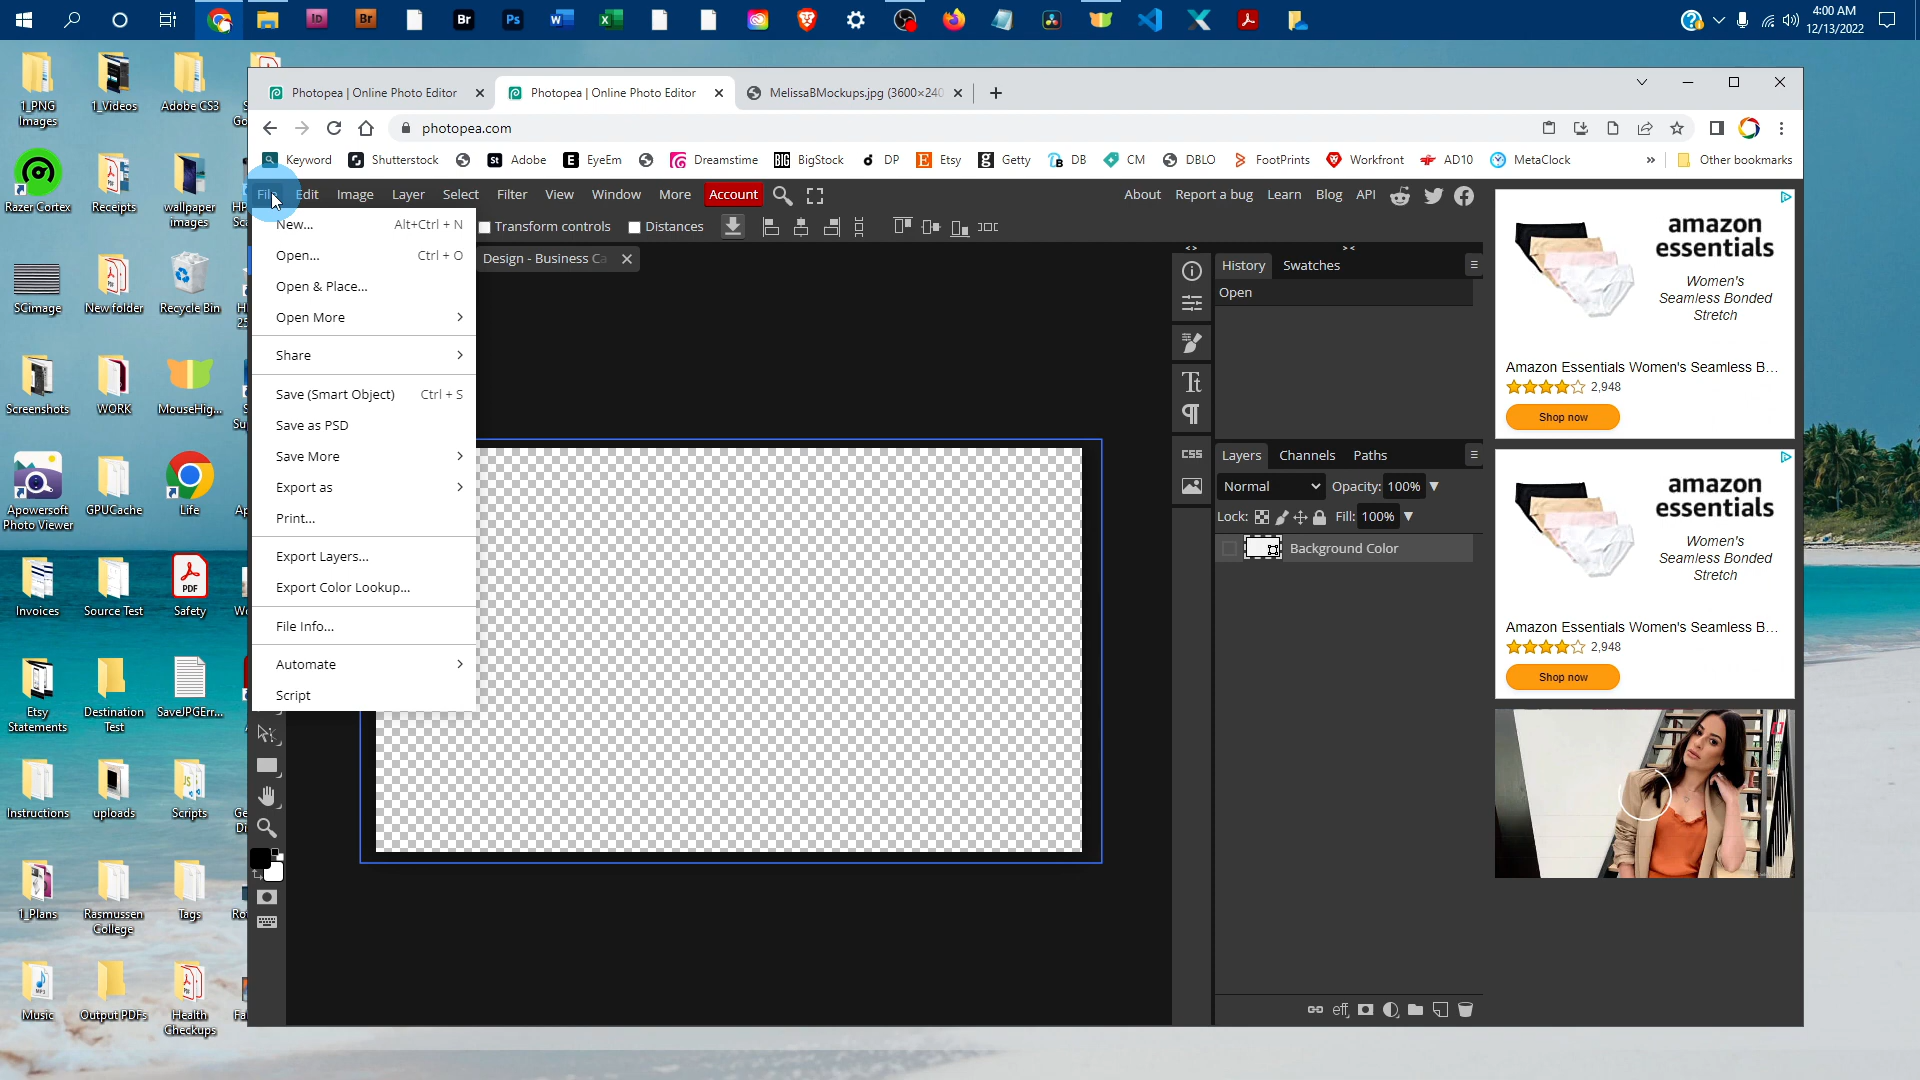 4:00 AM
12/13/2022
1_PNG Images
1_Videos
Adobe CS3
Razer Cortex
Receipts
wallpaper images
SCimage
New folder
Recycle Bin
Screenshots
WORK
MouseHig...
Apowersoft Photo Viewer
GPUCache
Life
Invoices
Source Test
Safety
Etsy Statements
Destination Test
SaveJPGErr...
Instructions
uploads
Scripts
1_Plans
Rasmussen College
Tags
Music
Output PDFs
Health Checkups
Photopea | Online Photo Editor
Photopea | Online Photo Editor
MelissaBMockups.jpg (3600×240
photopea.com
Keyword
Shutterstock
Adobe
EyeEm
Dreamstime
BigStock
DP
Etsy
Getty
DB
CM
DBLO
FootPrints
Workfront
AD10
MetaClock
»
Other bookmarks
File Edit Image Layer Select Filter View Window More Account
About Report a bug Learn Blog API
Transform controls
Distances
Design - Business Ca
New... Alt+Ctrl + N
Open... Ctrl + O
Open & Place...
Open More
Share
Save (Smart Object) Ctrl + S
Save as PSD
Save More
Export as
Print...
Export Layers...
Export Color Lookup...
File Info...
Automate
Script
History Swatches
Open
CSS
Layers Channels Paths
Normal Opacity: 100%
Lock: Fill: 100%
Background Color
eff
amazon
essentials
Women's
Seamless Bonded
Stretch
Amazon Essentials Women's Seamless B...
2,948
Shop now
amazon
essentials
Women's
Seamless Bonded
Stretch
Amazon Essentials Women's Seamless B...
2,948
Shop now